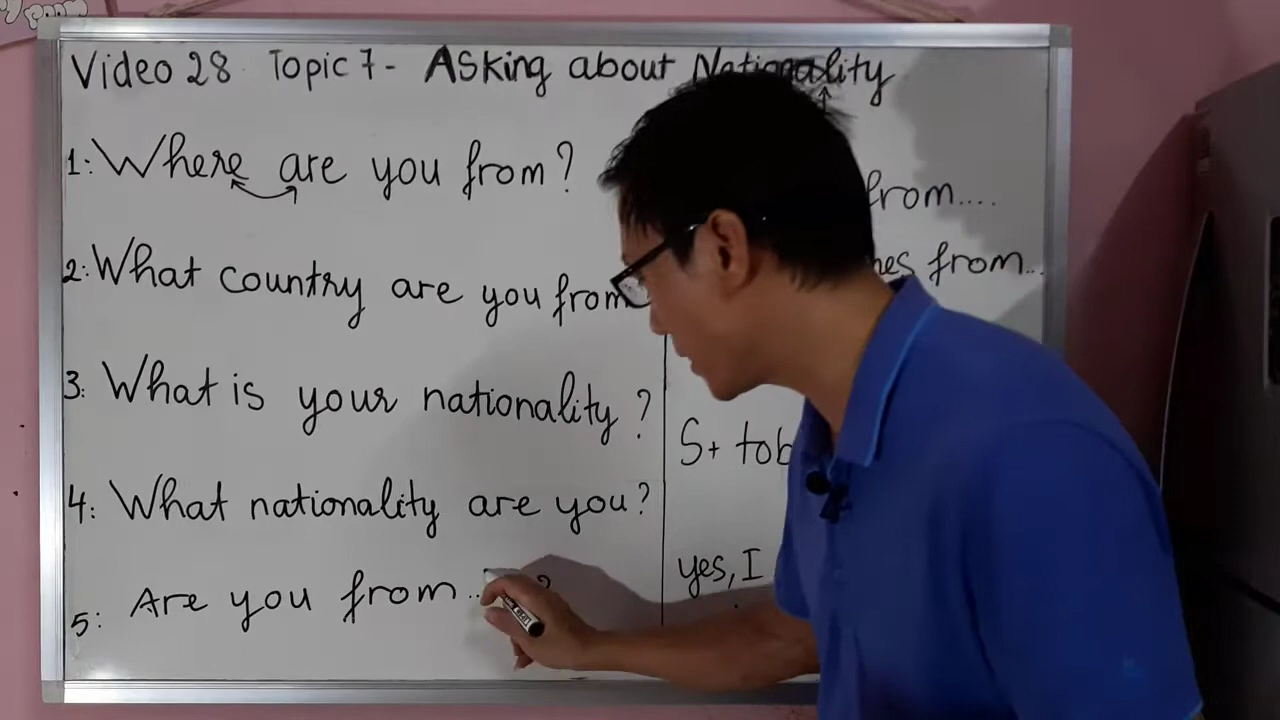 Video 28 Topic 7 - Asking about Nationality
1: Where are you from?
2: What country are you from
3: What is your nationality?
4: What nationality are you?
5: Are you from ... ?
from....
from...
S+ tob
yes, I